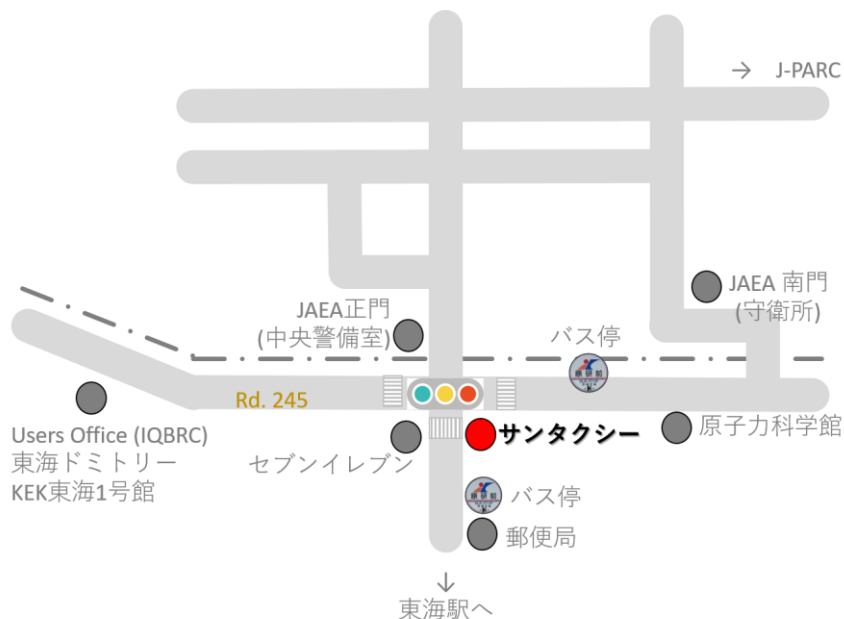 → J-PARC
JAEA 南門
(守衛所)
JAEA正門
(中央警備室)
バス停
Rd. 245
Users Office (IQBRC)
東海ドミトリー
KEK東海1号館
セブンイレブン
サンタクシー
原子力科学館
バス停
郵便局
↓
東海駅へ